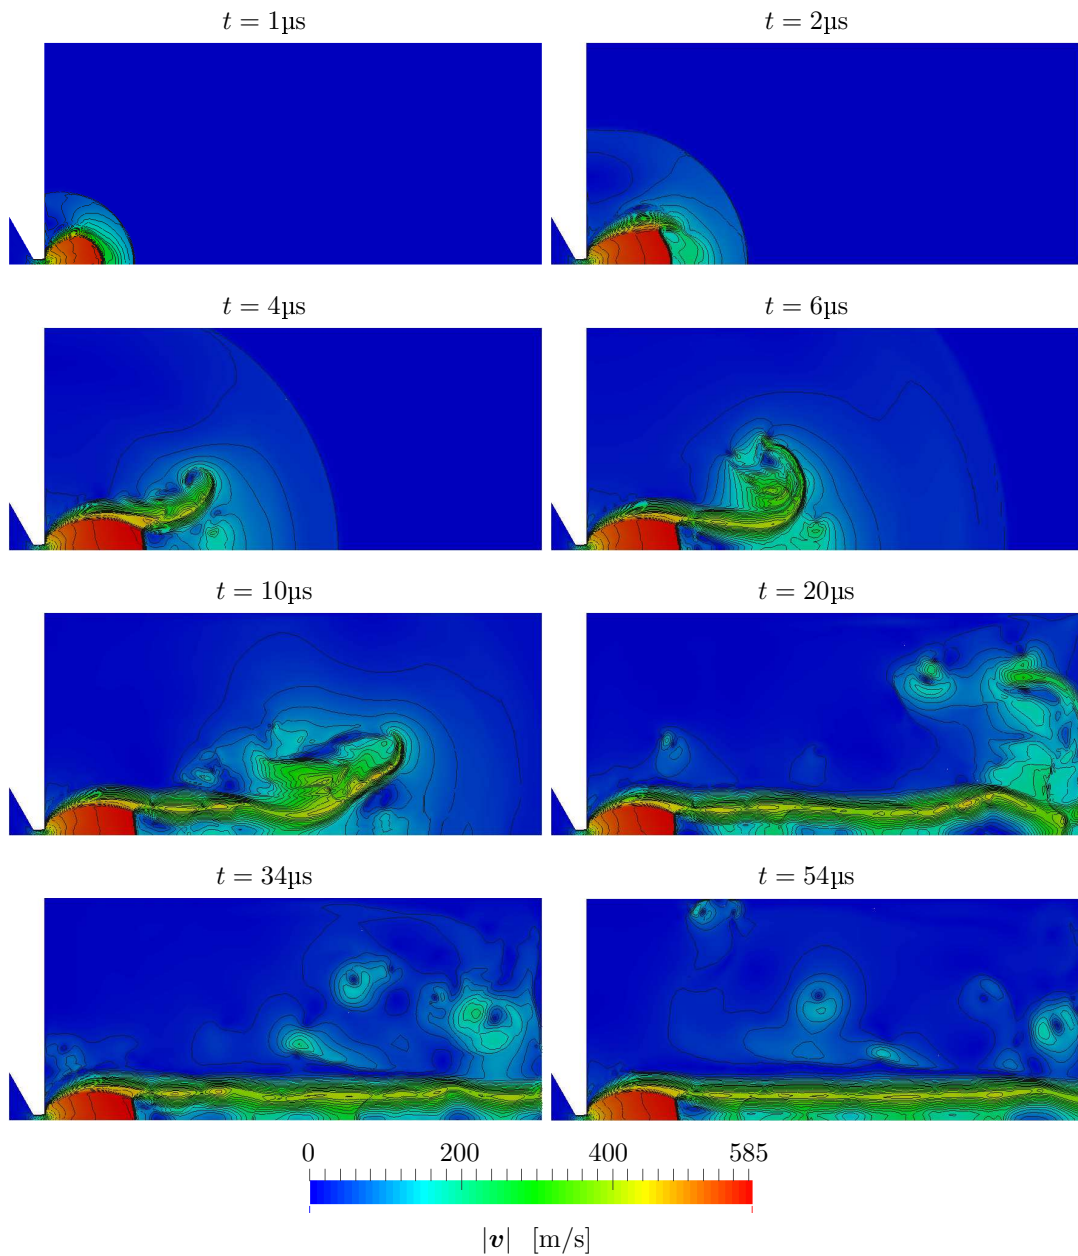 t = 1µs
t = 2µs
t = 4µs
t = 6µs
t = 10µs
t = 20µs
t = 34µs
t = 54µs
0 200 400 585
|v| [m/s]